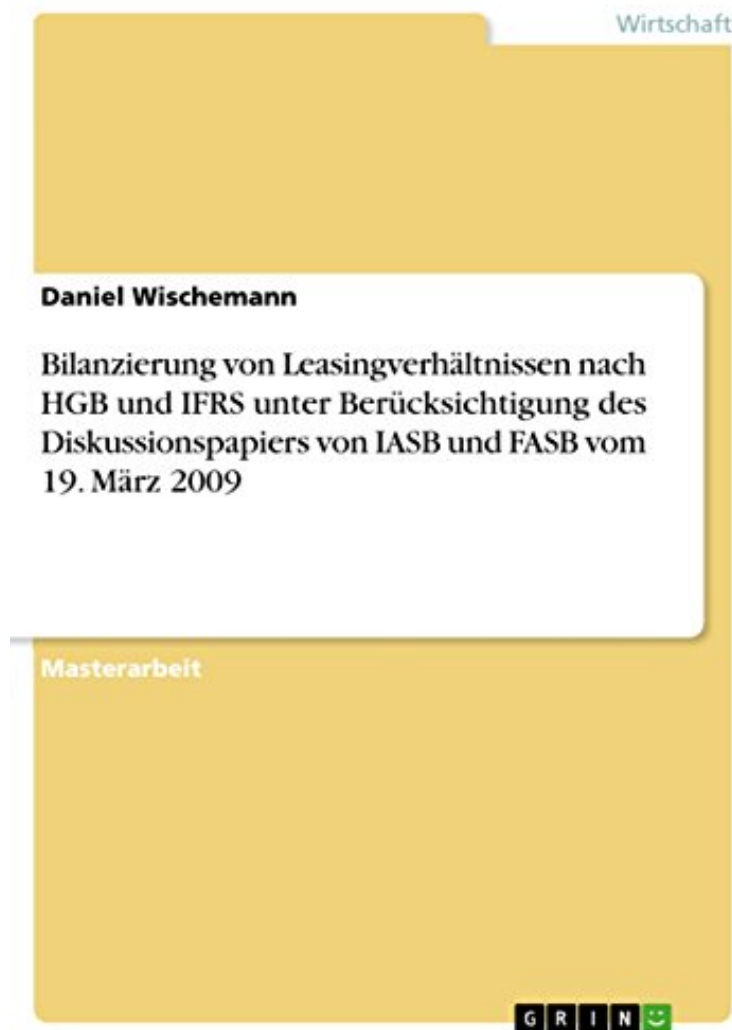 Wirtschaft
Daniel Wischemann
Bilanzierung von Leasingverhältnissen nach
HGB und IFRS unter Berücksichtigung des
Diskussionspapiers von IASB und FASB vom
19. März 2009
Masterarbeit
GRIN